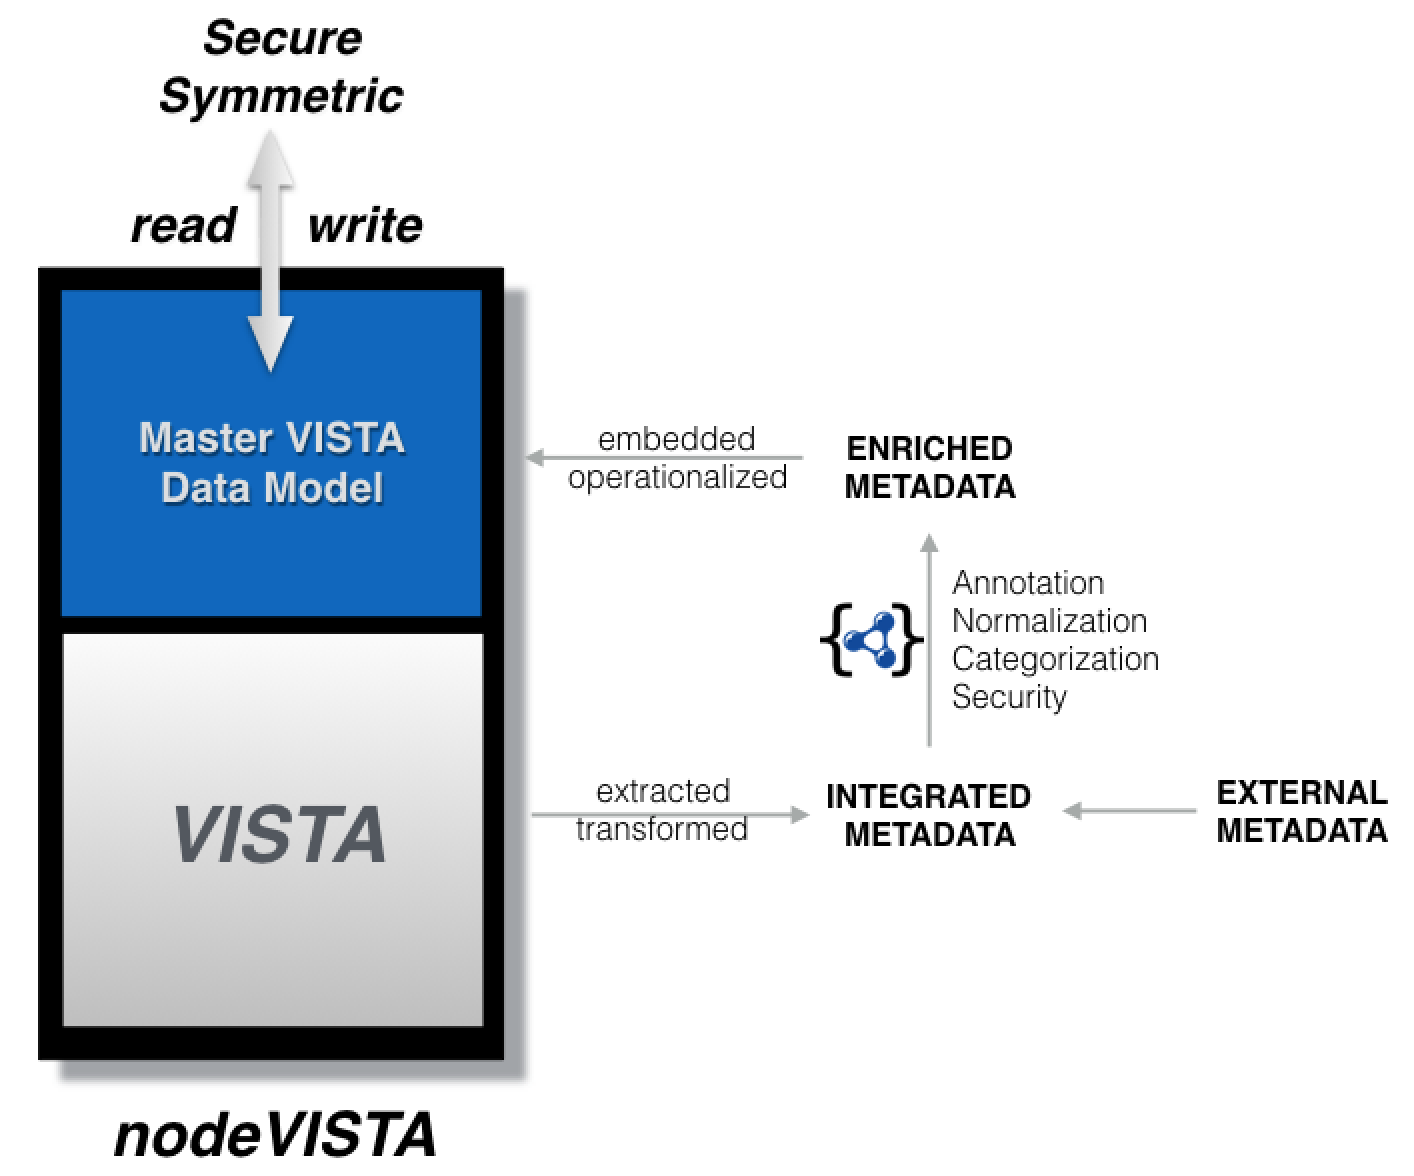 Secure
Symmetric
read write
Master VISTA
Data Model
embedded
operationalized
ENRICHED
METADATA
Annotation
Normalization
Categorization
Security
VISTA
extracted
transformed
INTEGRATED
METADATA
EXTERNAL
METADATA
nodeVISTA